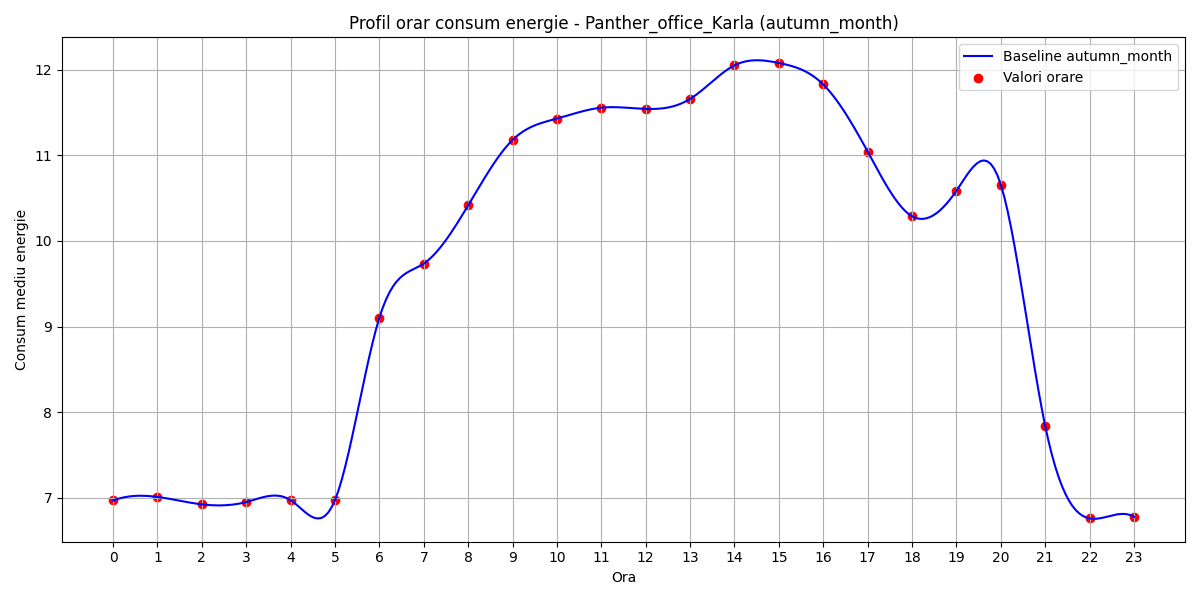 Profil orar consum energie - Panther_office_Karla (autumn_month)
Baseline autumn_month
Valori orare
Consum mediu energie
12
11
10
9
8
7
0 1 2 3 4 5 6 7 8 9 10 11 12 13 14 15 16 17 18 19 20 21 22 23
Ora